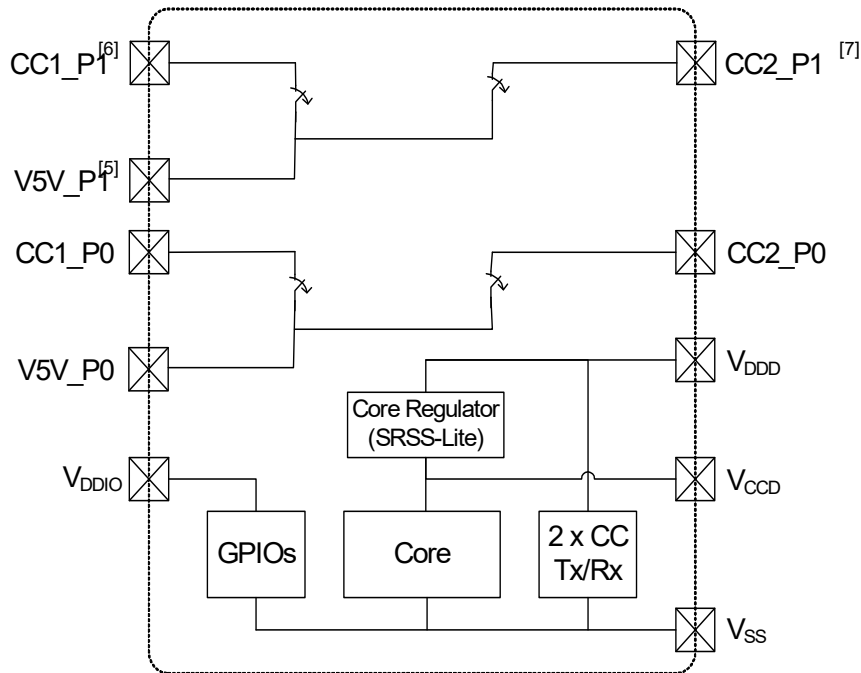 CC1_P1 [6]
CC2_P1 [7]
V5V_P1 [5]
CC1_P0
CC2_P0
V5V_P0
VDDD
Core Regulator
(SRSS-Lite)
VDDIO
VCCD
GPIOs
Core
2 x CC
Tx/Rx
VSS